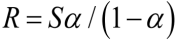 R = Sα / (1 − α)